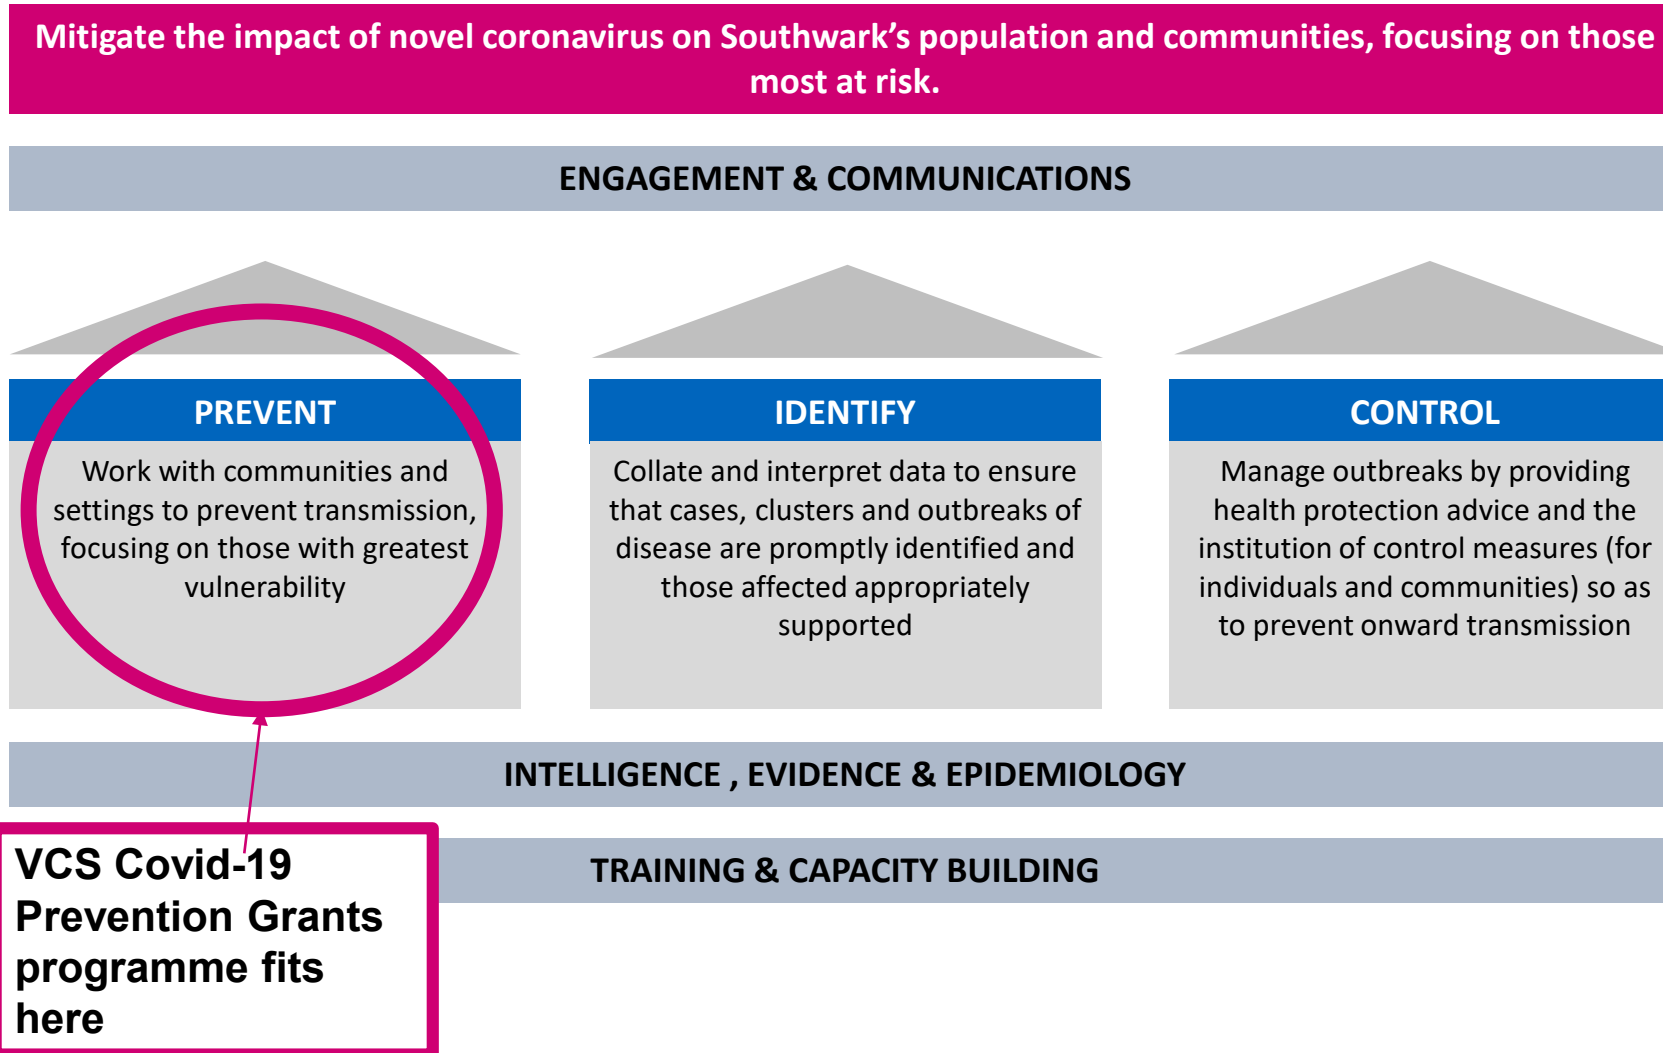 Mitigate the impact of novel coronavirus on Southwark's population and communities, focusing on those
most at risk.
ENGAGEMENT & COMMUNICATIONS
PREVENT
Work with communities and
settings to prevent transmission,
focusing on those with greatest
vulnerability
IDENTIFY
Collate and interpret data to ensure
that cases, clusters and outbreaks of
disease are promptly identified and
those affected appropriately
supported
CONTROL
Manage outbreaks by providing
health protection advice and the
institution of control measures (for
individuals and communities) so as
to prevent onward transmission
INTELLIGENCE , EVIDENCE & EPIDEMIOLOGY
TRAINING & CAPACITY BUILDING
VCS Covid-19
Prevention Grants
programme fits
here